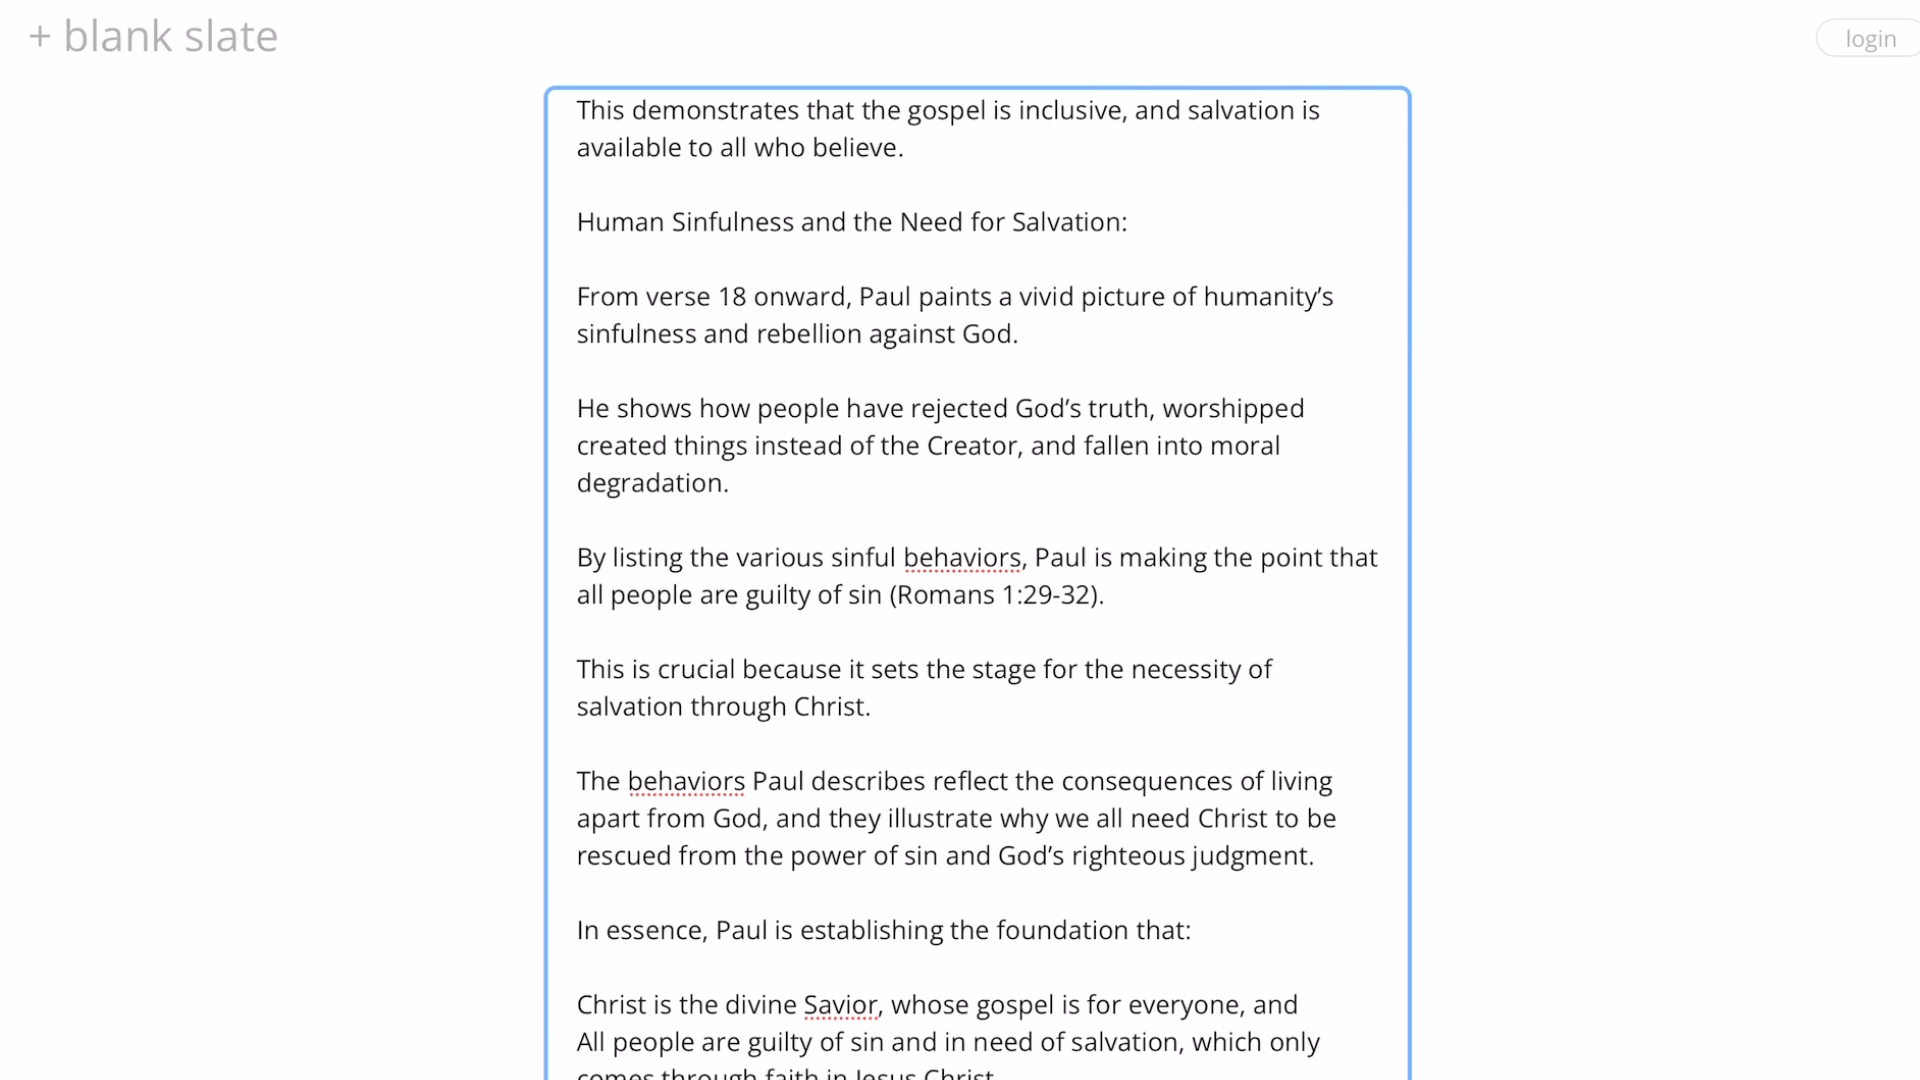 + blank slate
login
This demonstrates that the gospel is inclusive, and salvation is
available to all who believe.
Human Sinfulness and the Need for Salvation:
From verse 18 onward, Paul paints a vivid picture of humanity’s
sinfulness and rebellion against God.
He shows how people have rejected God’s truth, worshipped
created things instead of the Creator, and fallen into moral
degradation.
By listing the various sinful behaviors, Paul is making the point that
all people are guilty of sin (Romans 1:29-32).
This is crucial because it sets the stage for the necessity of
salvation through Christ.
The behaviors Paul describes reflect the consequences of living
apart from God, and they illustrate why we all need Christ to be
rescued from the power of sin and God’s righteous judgment.
In essence, Paul is establishing the foundation that:
Christ is the divine Savior, whose gospel is for everyone, and
All people are guilty of sin and in need of salvation, which only
comes through faith in Jesus Christ.